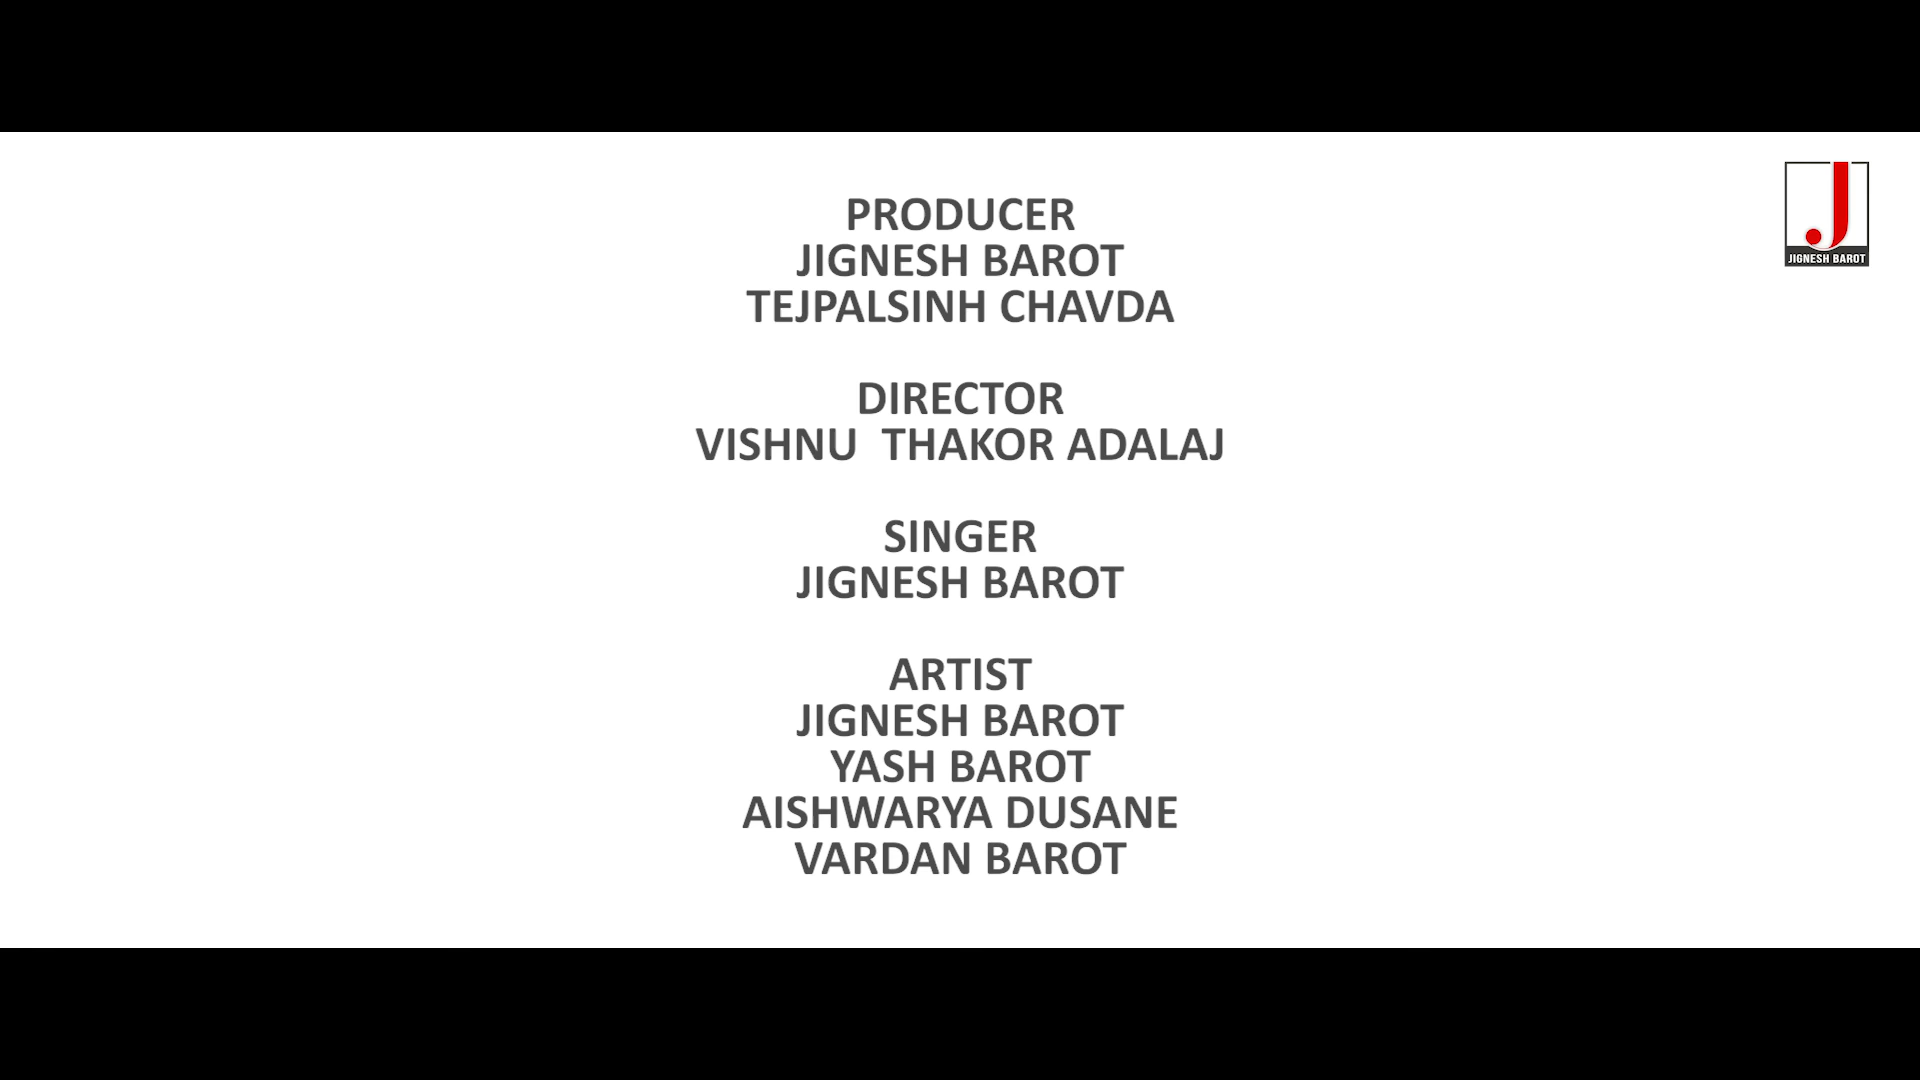 PRODUCER
JIGNESH BAROT
TEJPALSINH CHAVDA
DIRECTOR
VISHNU  THAKOR ADALAJ
SINGER
JIGNESH BAROT
ARTIST
JIGNESH BAROT
YASH BAROT
AISHWARYA DUSANE
VARDAN BAROT
J
JIGNESH BAROT